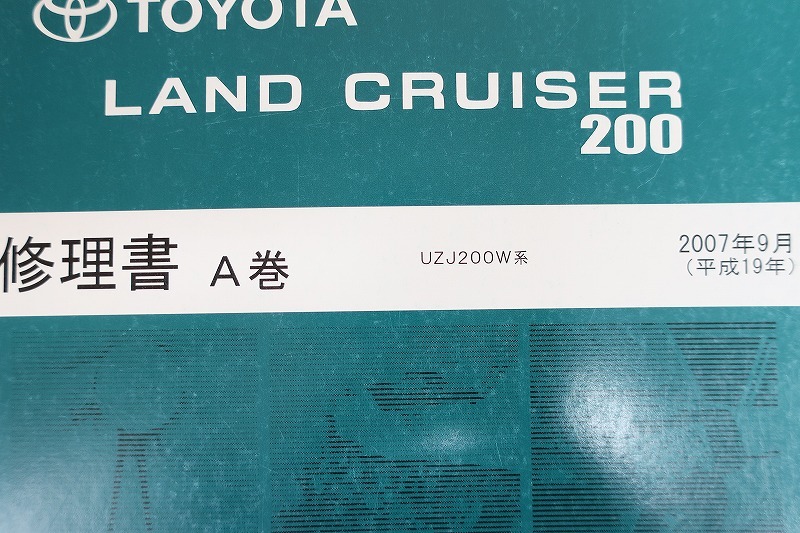 TOYOTA
LAND CRUISER
200
修理書 A巻
UZJ200W系
2007年9月
(平成19年)